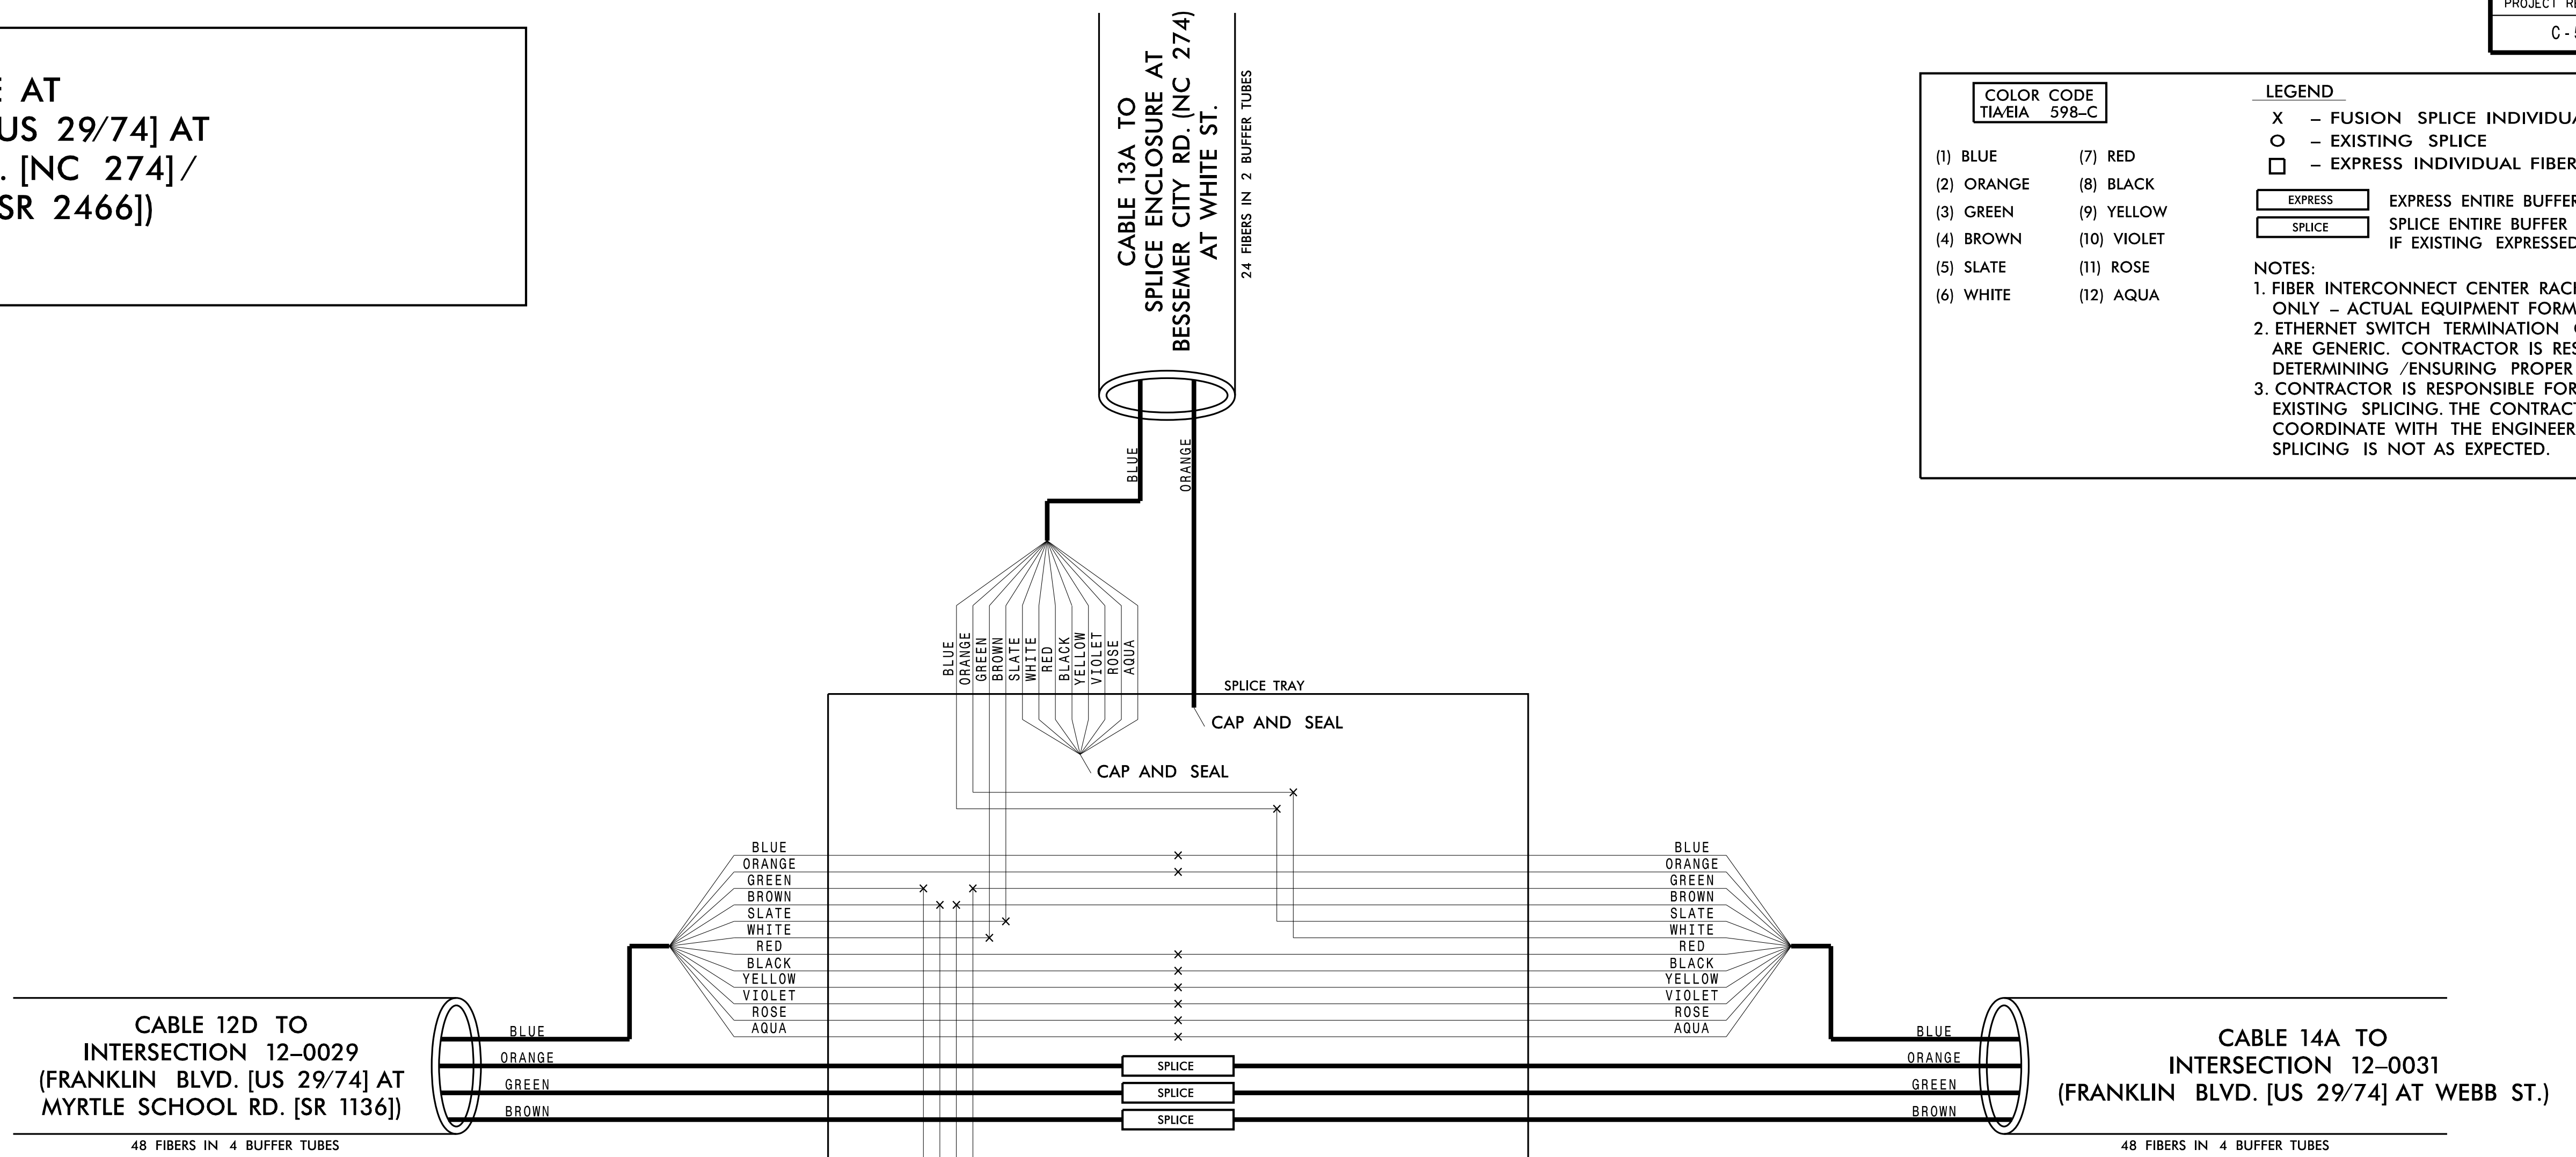 E AT
[US 29/74] AT
. [NC 274]/
SR 2466])
CABLE 13A TO
SPLICE ENCLOSURE AT
BESSEMER CITY RD. (NC 274)
AT WHITE ST.
24 FIBERS IN 2 BUFFER TUBES
PROJECT RE
C-5
COLOR CODE
TIA/EIA 598-C
(1) BLUE
(2) ORANGE
(3) GREEN
(4) BROWN
(5) SLATE
(6) WHITE
(7) RED
(8) BLACK
(9) YELLOW
(10) VIOLET
(11) ROSE
(12) AQUA
LEGEND
X – FUSION SPLICE INDIVIDUA
O – EXISTING SPLICE
□ – EXPRESS INDIVIDUAL FIBER
EXPRESS EXPRESS ENTIRE BUFFER
SPLICE SPLICE ENTIRE BUFFER
IF EXISTING EXPRESSED
NOTES:
1. FIBER INTERCONNECT CENTER RAC
ONLY – ACTUAL EQUIPMENT FORM
2. ETHERNET SWITCH TERMINATION
ARE GENERIC. CONTRACTOR IS RES
DETERMINING /ENSURING PROPER
3. CONTRACTOR IS RESPONSIBLE FOR
EXISTING SPLICING. THE CONTRACT
COORDINATE WITH THE ENGINEER
SPLICING IS NOT AS EXPECTED.
BLUE
ORANGE
BLUE
ORANGE
GREEN
BROWN
SLATE
WHITE
RED
BLACK
YELLOW
VIOLET
ROSE
AQUA
SPLICE TRAY
CAP AND SEAL
CAP AND SEAL
BLUE
ORANGE
GREEN
BROWN
SLATE
WHITE
RED
BLACK
YELLOW
VIOLET
ROSE
AQUA
BLUE
ORANGE
GREEN
BROWN
SLATE
WHITE
RED
BLACK
YELLOW
VIOLET
ROSE
AQUA
CABLE 12D TO
INTERSECTION 12–0029
(FRANKLIN BLVD. [US 29/74] AT
MYRTLE SCHOOL RD. [SR 1136])
48 FIBERS IN 4 BUFFER TUBES
BLUE
ORANGE
GREEN
BROWN
SPLICE
SPLICE
SPLICE
BLUE
ORANGE
GREEN
BROWN
CABLE 14A TO
INTERSECTION 12–0031
(FRANKLIN BLVD. [US 29/74] AT WEBB ST.)
48 FIBERS IN 4 BUFFER TUBES